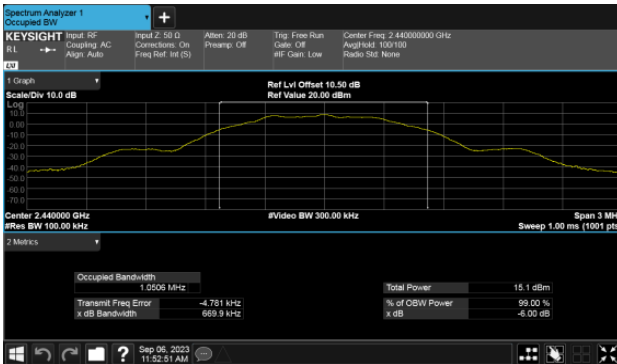 Spectrum Analyzer 1
Occupied BW
KEYSIGHT Input: RF Input Z: 50 Ω Atten: 20 dB Trig: Free Run Center Freq: 2.440000000 GHz
RL Coupling: AC Corrections: On Preamp: Off Gate: Off Avg|Hold: 100/100
Align: Auto Freq Ref: Int (S) #IF Gain: Low Radio Std: None
LXI
1 Graph
Scale/Div 10.0 dB Ref Lvl Offset 10.50 dB
Ref Value 20.00 dBm
Log
10.0
0.00
-10.0
-20.0
-30.0
-40.0
-50.0
-60.0
-70.0
Center 2.440000 GHz #Video BW 300.00 kHz Span 3 MH
#Res BW 100.00 kHz Sweep 1.00 ms (1001 pts
2 Metrics
Occupied Bandwidth
1.0506 MHz Total Power 15.1 dBm
Transmit Freq Error -4.781 kHz % of OBW Power 99.00 %
x dB Bandwidth 669.9 kHz x dB -6.00 dB
Sep 06, 2023
11:52:51 AM